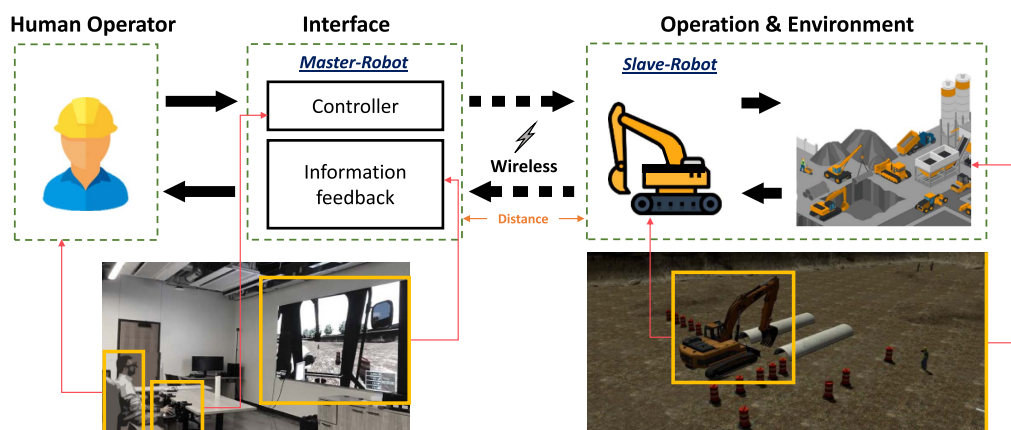 Human Operator
Interface
Operation & Environment
Master-Robot
Controller
Information
feedback
Wireless
Distance
Slave-Robot